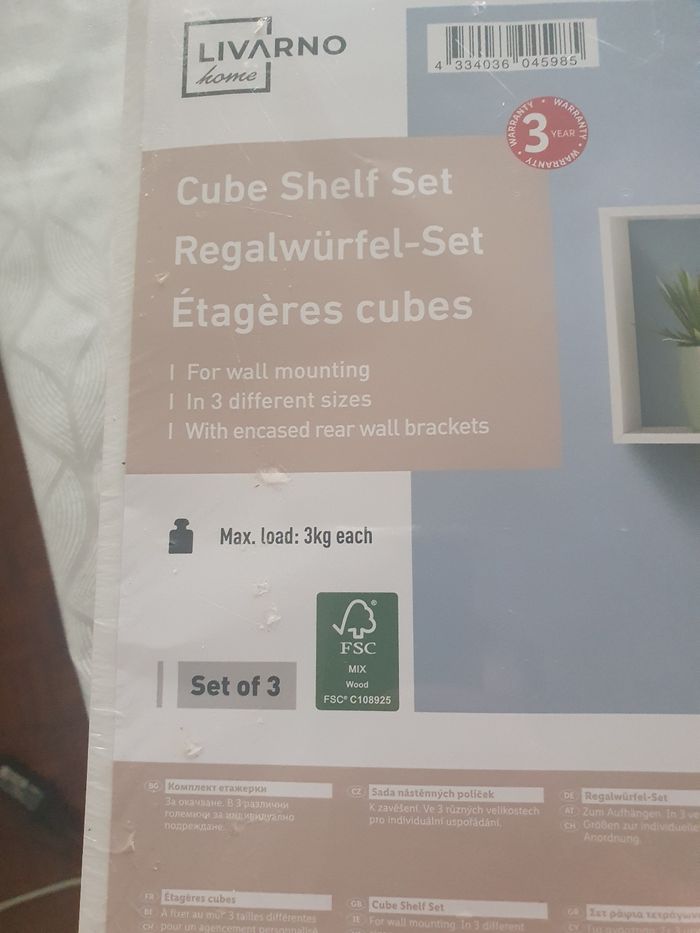 LIVARNO
home
4 334036 045985
WARRANTY WARRANTY WARRANTY
3 YEAR
Cube Shelf Set
Regalwürfel-Set
Étagères cubes
I For wall mounting
I In 3 different sizes
I With encased rear wall brackets
Max. load: 3kg each
FSC
MIX
Wood
FSC® C108925
Set of 3
BG Комплект етажерки
За окачване. В 3 различни
големини за индивидуално
подреждане.
CZ Sada nástěnných poliček
K zavěšení. Ve 3 různých velikostech
pro individuální uspořádání.
DE Regalwürfel-Set
AT Zum Aufhängen. In 3 ve
CH Größen zur individuelle
Anordnung.
FR Étagères cubes
BE À fixer au mur 3 tailles différentes
CH pour un agencement personnalisé
GB Cube Shelf Set
IE For wall mounting. In 3 different
GR Σετ ράφια τετράγων